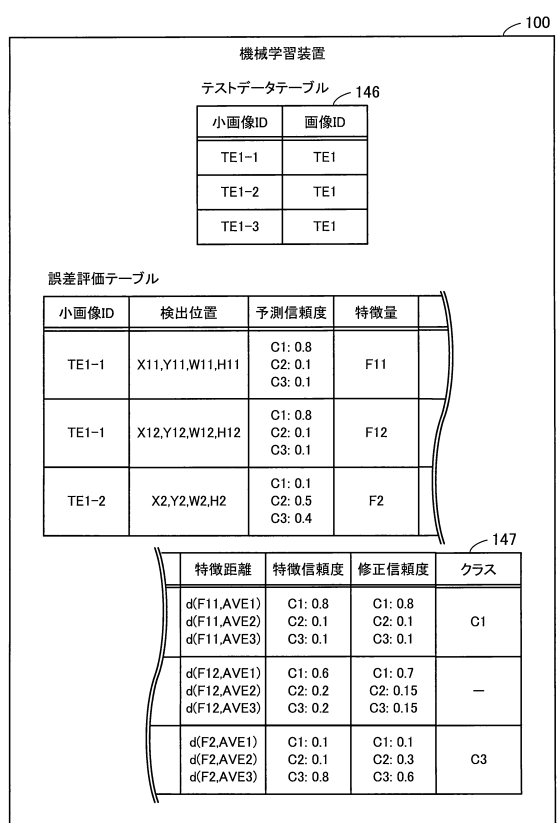 100
機械学習装置
テストデータテーブル
146
小画像ID 画像ID
TE1-1 TE1
TE1-2 TE1
TE1-3 TE1
誤差評価テーブル
小画像ID 検出位置 予測信頼度 特徴量
TE1-1 X11,Y11,W11,H11 C1: 0.8 C2: 0.1 C3: 0.1 F11
TE1-1 X12,Y12,W12,H12 C1: 0.8 C2: 0.1 C3: 0.1 F12
TE1-2 X2,Y2,W2,H2 C1: 0.1 C2: 0.5 C3: 0.4 F2
147
特徴距離 特徴信頼度 修正信頼度 クラス
d(F11,AVE1) C1: 0.8 C1: 0.8
d(F11,AVE2) C2: 0.1 C2: 0.1 C1
d(F11,AVE3) C3: 0.1 C3: 0.1
d(F12,AVE1) C1: 0.6 C1: 0.7
d(F12,AVE2) C2: 0.2 C2: 0.15 －
d(F12,AVE3) C3: 0.2 C3: 0.15
d(F2,AVE1) C1: 0.1 C1: 0.1
d(F2,AVE2) C2: 0.1 C2: 0.3 C3
d(F2,AVE3) C3: 0.8 C3: 0.6